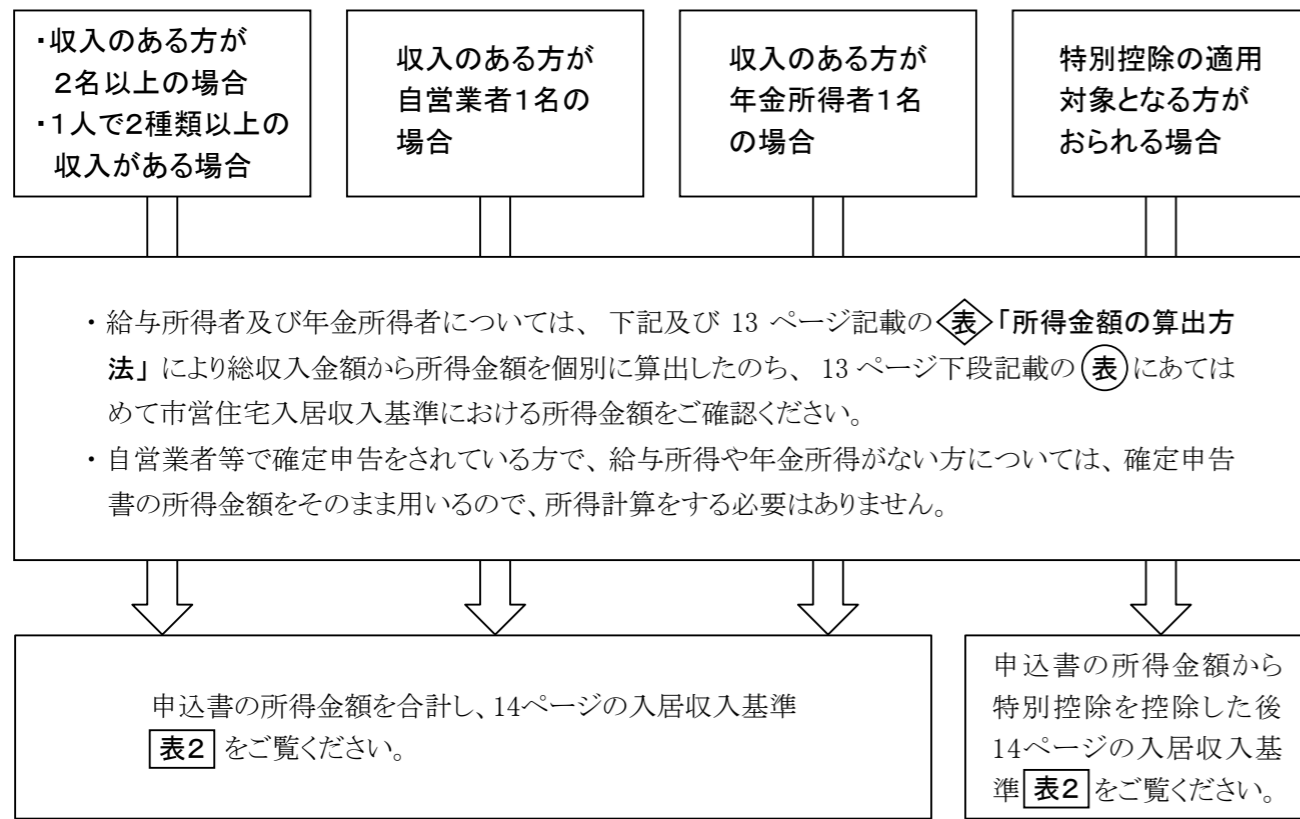 ・収入のある方が
2名以上の場合
・1人で2種類以上の
収入がある場合
収入のある方が
自営業者1名の
場合
収入のある方が
年金所得者1名
の場合
特別控除の適用
対象となる方が
おられる場合
・給与所得者及び年金所得者については、 下記及び 13 ページ記載の<表>「所得金額の算出方
法」 により総収入金額から所得金額を個別に算出したのち、 13 ページ下段記載の(表)にあては
めて市営住宅入居収入基準における所得金額をご確認ください。
・自営業者等で確定申告をされている方で、給与所得や年金所得がない方については、確定申告
書の所得金額をそのまま用いるので、所得計算をする必要はありません。
申込書の所得金額を合計し、14ページの入居収入基準
表2 をご覧ください。
申込書の所得金額から
特別控除を控除した後
14ページの入居収入基
準 表2 をご覧ください。